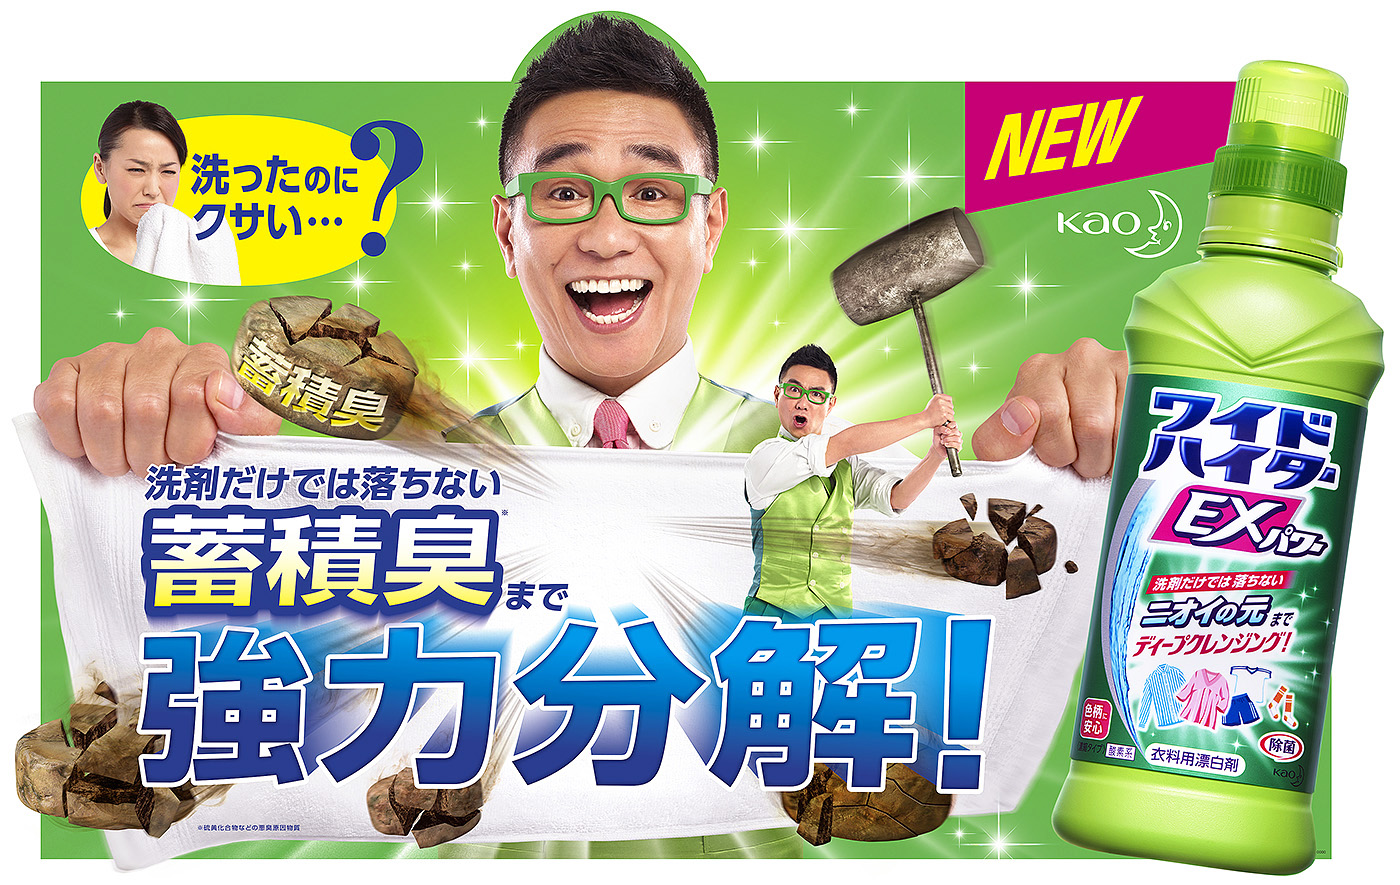 洗ったのに
クサい…?
NEW
Kao
蓄積臭
洗剤だけでは落ちない
蓄積臭※まで
強力分解!
※硫黄化合物などの悪臭原因物質
ワイド
ハイター
EXパワー
洗剤だけでは落ちない
ニオイの元まで
ディープクレンジング!
色柄に
安心
除菌
酸素系
衣料用漂白剤
Kao